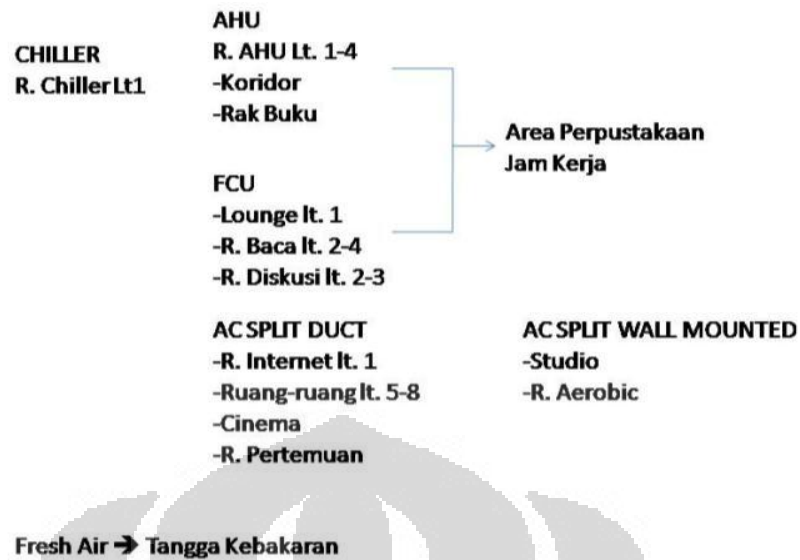 CHILLER
R. Chiller Lt1
AHU
R. AHU Lt. 1-4
-Koridor
-Rak Buku
FCU
-Lounge lt. 1
-R. Baca lt. 2-4
-R. Diskusi lt. 2-3
Area Perpustakaan
Jam Kerja
AC SPLIT DUCT
-R. Internet lt. 1
-Ruang-ruang lt. 5-8
-Cinema
-R. Pertemuan
AC SPLIT WALL MOUNTED
-Studio
-R. Aerobic
Fresh Air → Tangga Kebakaran